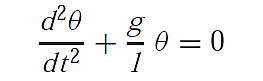 d²θ/dt² + g/l θ = 0